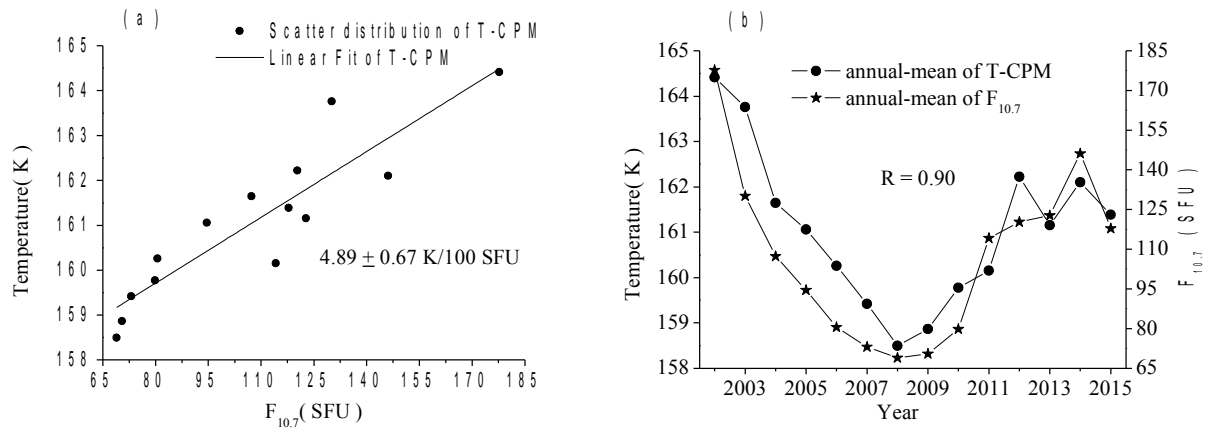 ( a )
Scatter distribution of T-CPM
Linear Fit of T-CPM
165
164
163
162
161
160
159
158
Temperature( K )
4.89 ± 0.67 K/100 SFU
65 80 95 110 125 140 155 170 185
F10.7( SFU )
( b )
annual-mean of T-CPM
annual-mean of F10.7
165
164
163
162
161
160
159
158
Temperature( K )
R = 0.90
185
170
155
140
125
110
95
80
65
F10.7 ( SFU )
2003 2005 2007 2009 2011 2013 2015
Year